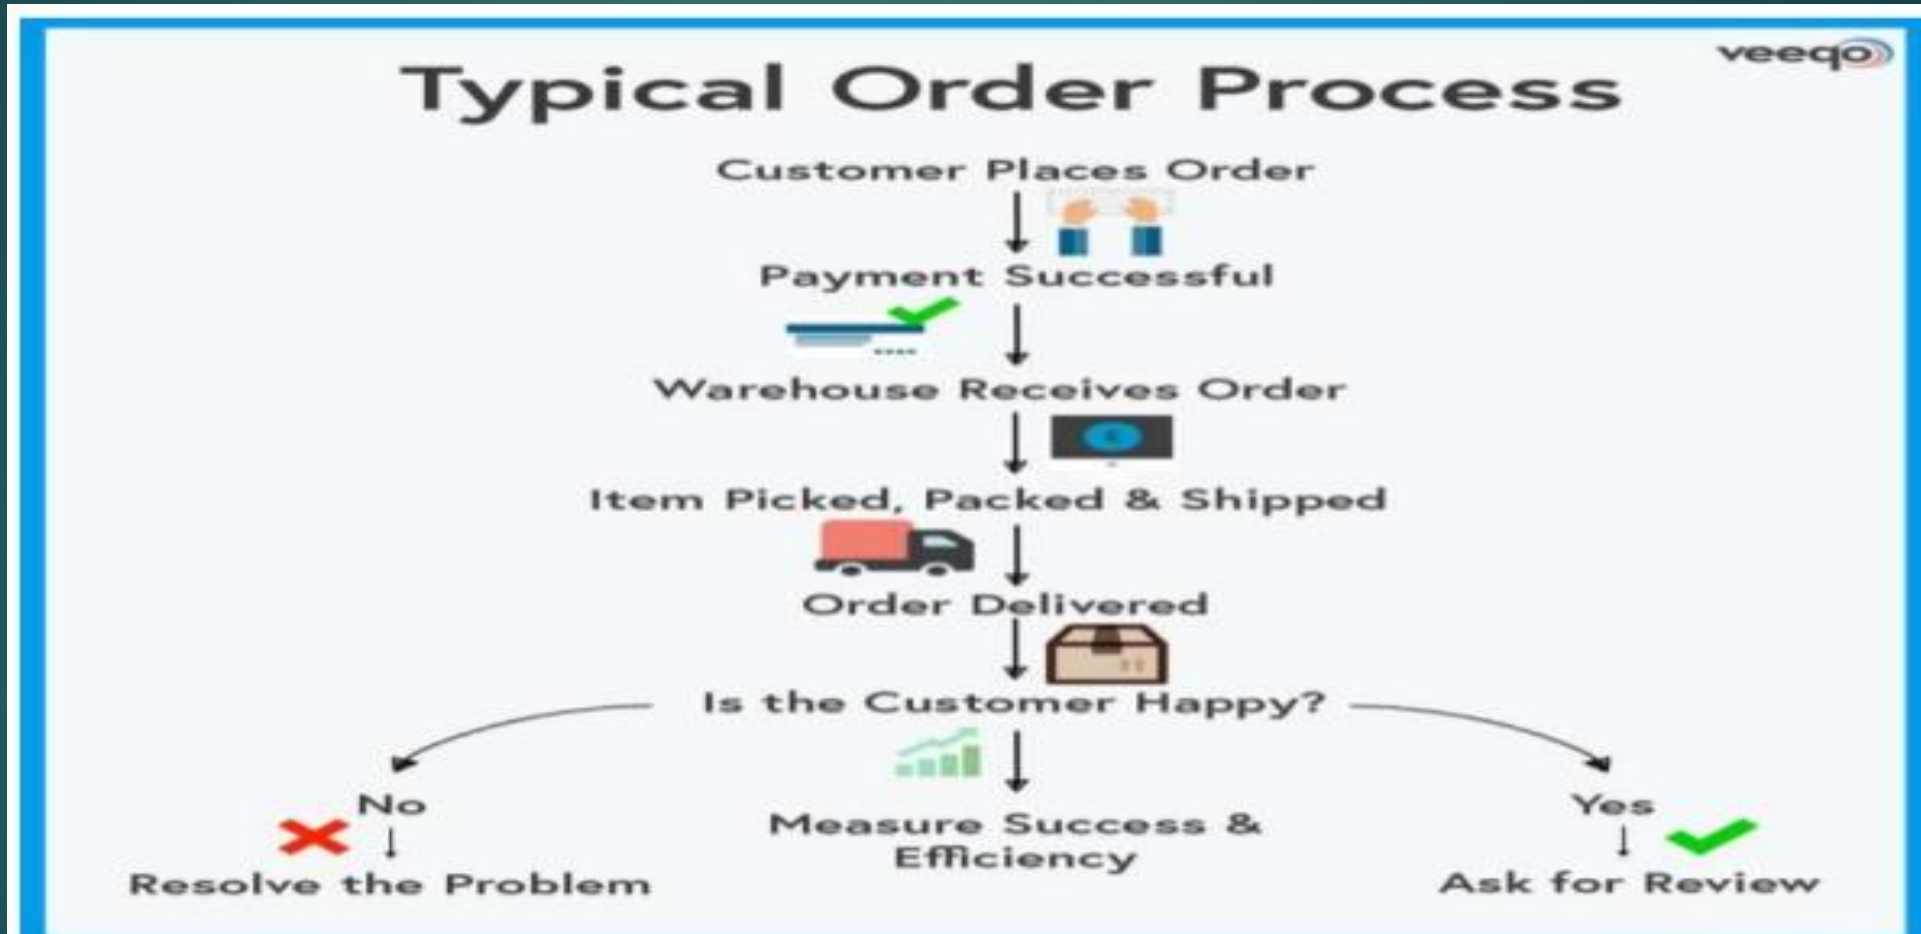 veeqo
Typical Order Process
Customer Places Order
Payment Successful
Warehouse Receives Order
Item Picked, Packed & Shipped
Order Delivered
Is the Customer Happy?
No
Yes
Measure Success &
Efficiency
Resolve the Problem
Ask for Review